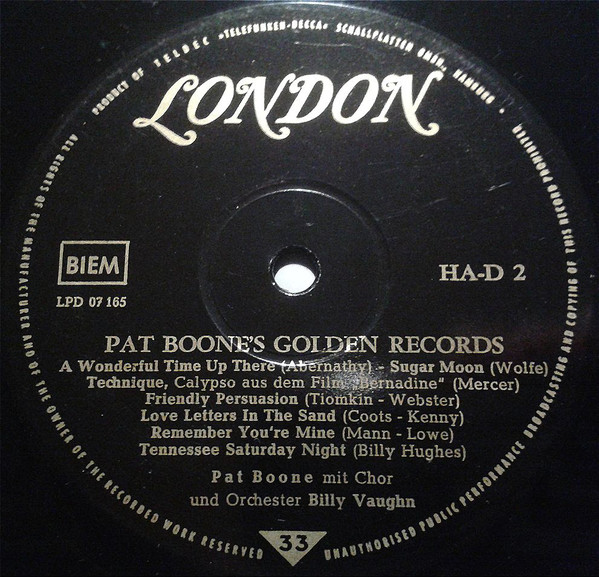 PRODUCT OF TELDEC »TELEFUNKEN-DECCA« SCHALLPLATTEN GMBH., HAMBURG •
LONDON
BIEM
LPD 07 165
HA-D 2
PAT BOONE'S GOLDEN RECORDS
A Wonderful Time Up There (Abernathy) - Sugar Moon (Wolfe)
Technique, Calypso aus dem Film „Bernadine“ (Mercer)
Friendly Persuasion (Tiomkin - Webster)
Love Letters In The Sand (Coots - Kenny)
Remember You're Mine (Mann - Lowe)
Tennessee Saturday Night (Billy Hughes)
Pat Boone mit Chor
und Orchester Billy Vaughn
33
ALL RIGHTS OF THE MANUFACTURER AND OF THE OWNER OF THE RECORDED WORK RESERVED
UNAUTHORISED PUBLIC PERFORMANCE BROADCASTING AND COPYING OF THIS RECORD PROHIBITED